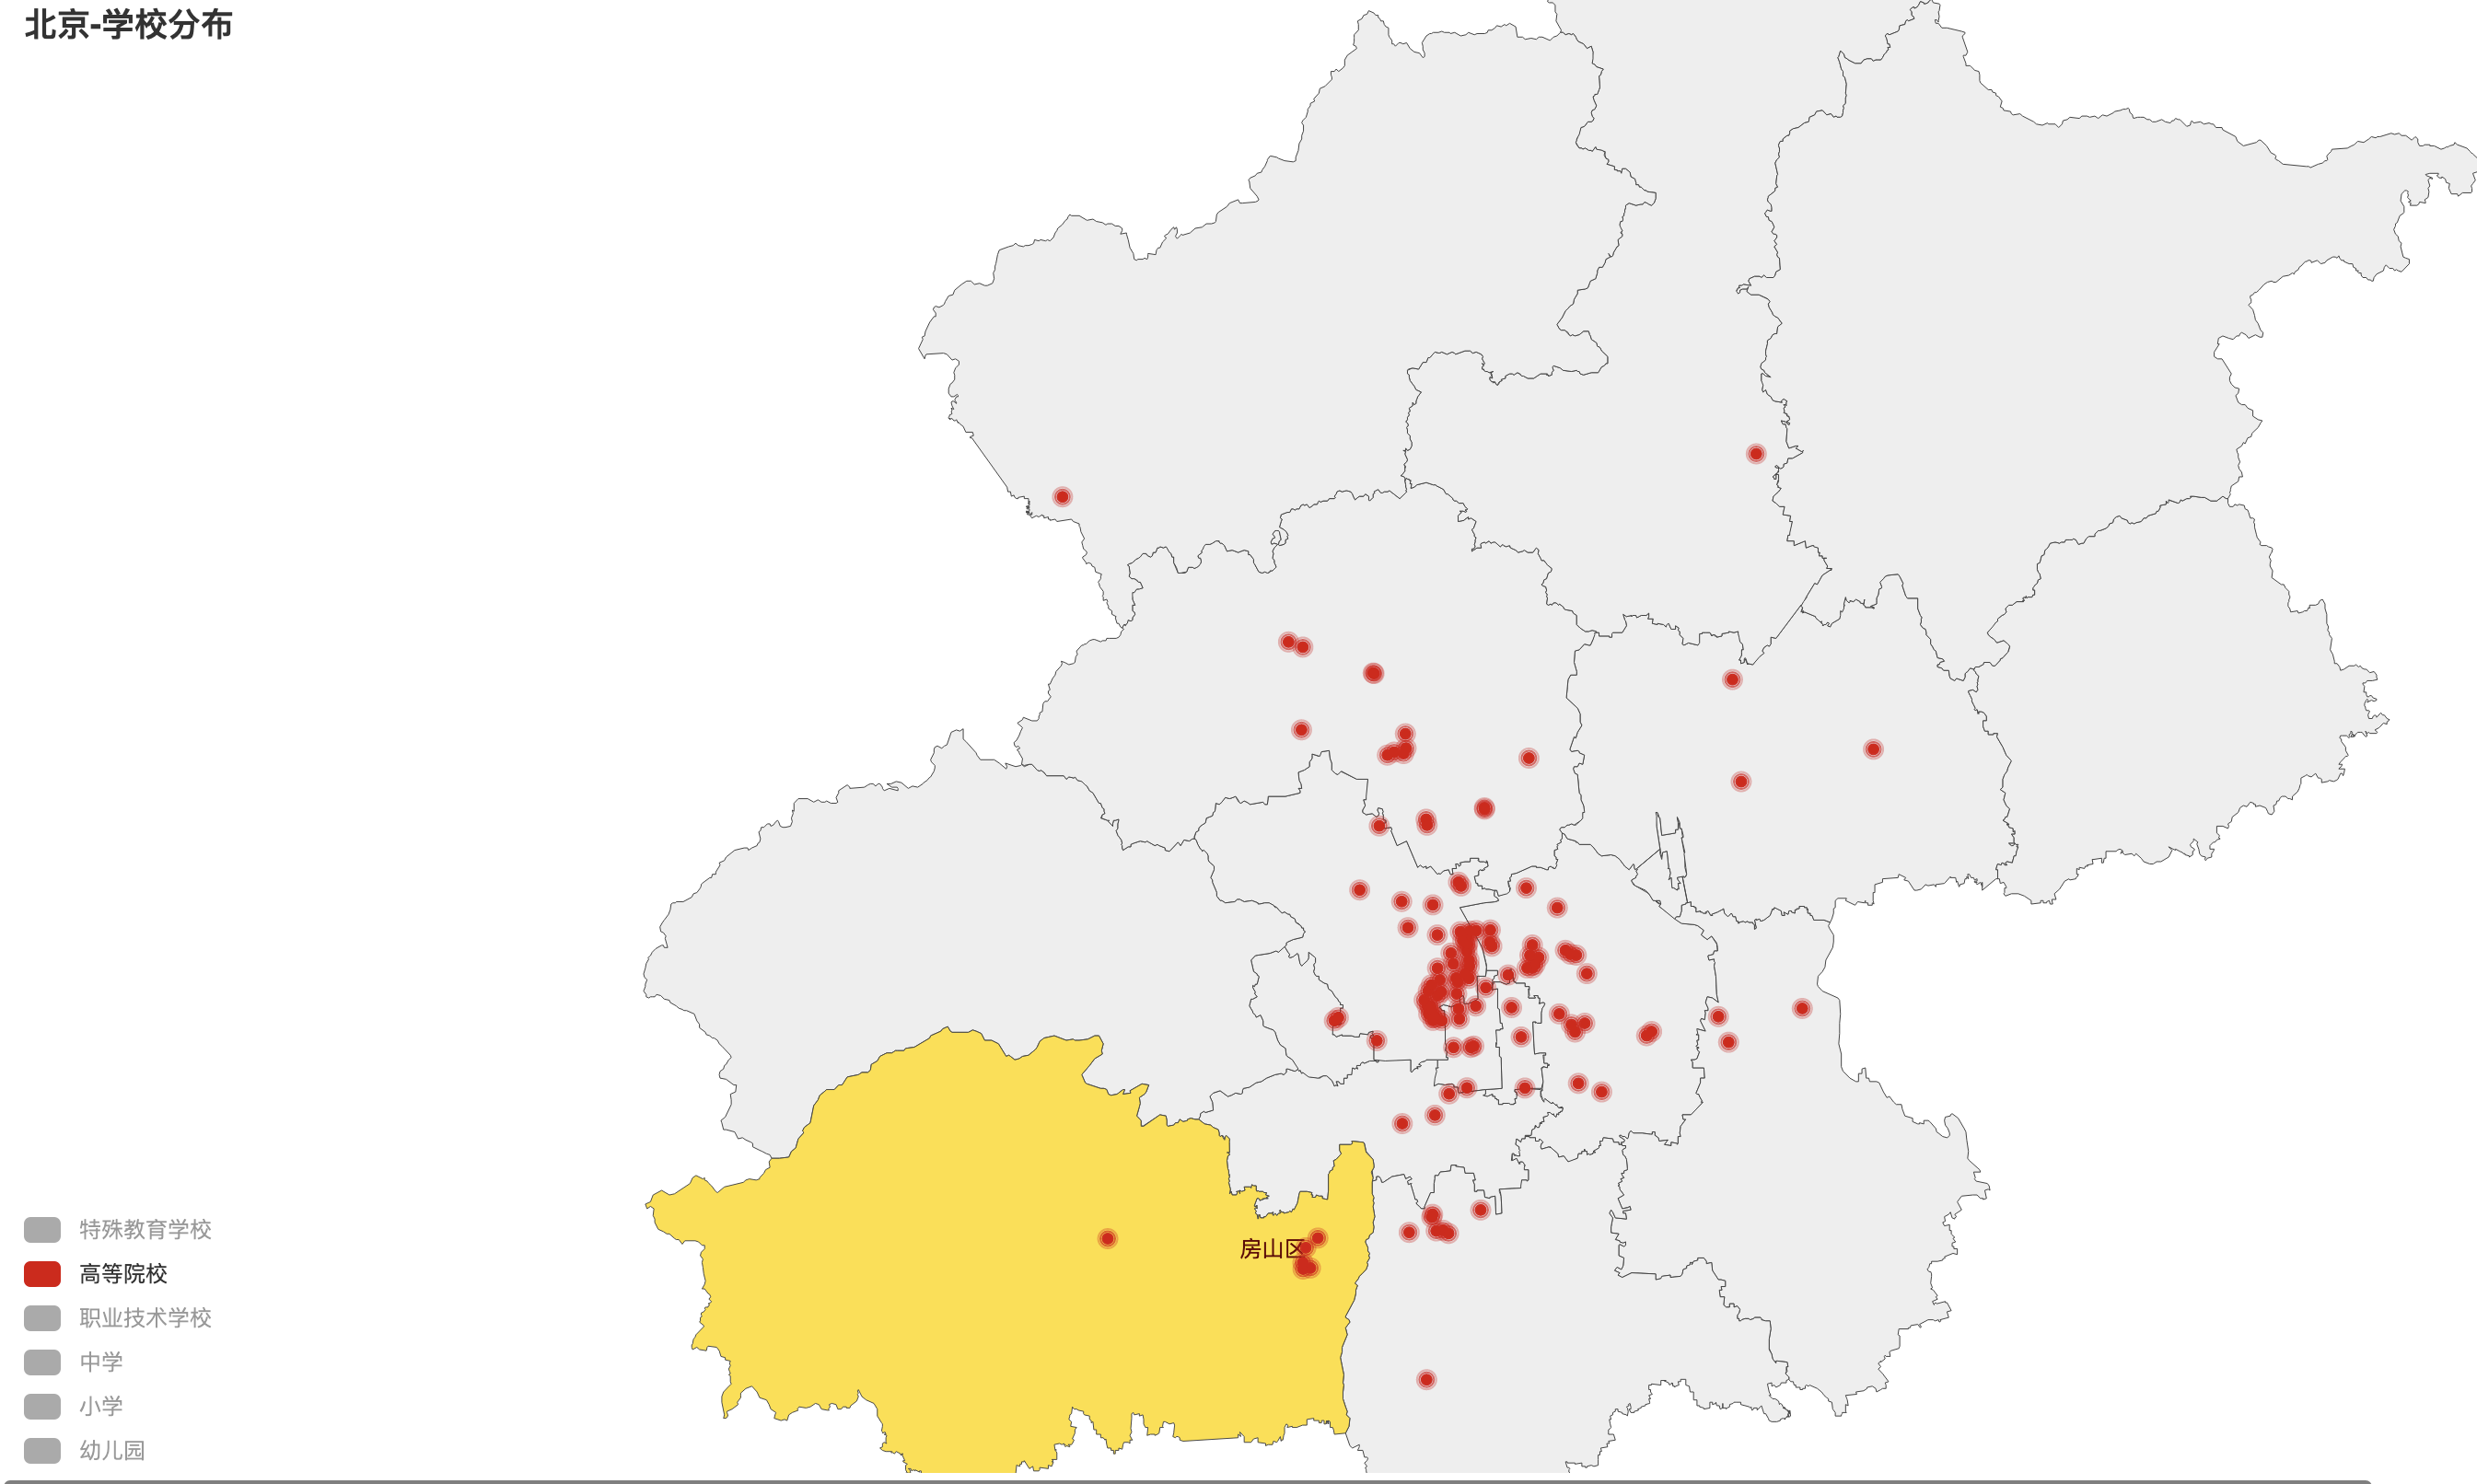 北京-学校分布
房山区
特殊教育学校
高等院校
职业技术学校
中学
小学
幼儿园